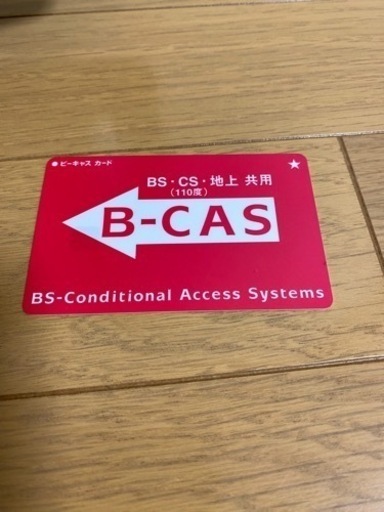 ビーキャス カード
BS・CS・地上 共用
(110度)
B-CAS
BS-Conditional Access Systems